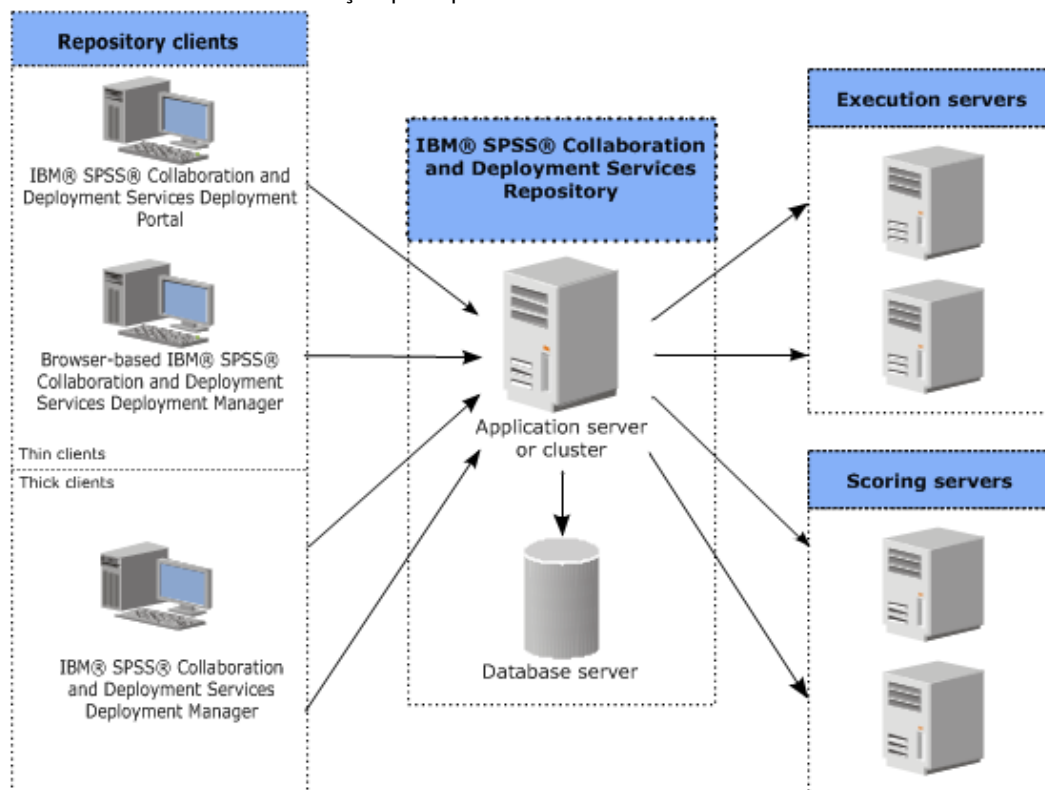 Repository clients
IBM® SPSS® Collaboration and
Deployment Services Deployment
Portal
Browser-based IBM® SPSS®
Collaboration and Deployment
Services Deployment Manager
Thin clients
Thick clients
IBM® SPSS® Collaboration
and Deployment Services
Deployment Manager
IBM® SPSS® Collaboration
and Deployment Services
Repository
Application server
or cluster
Database server
Execution servers
Scoring servers